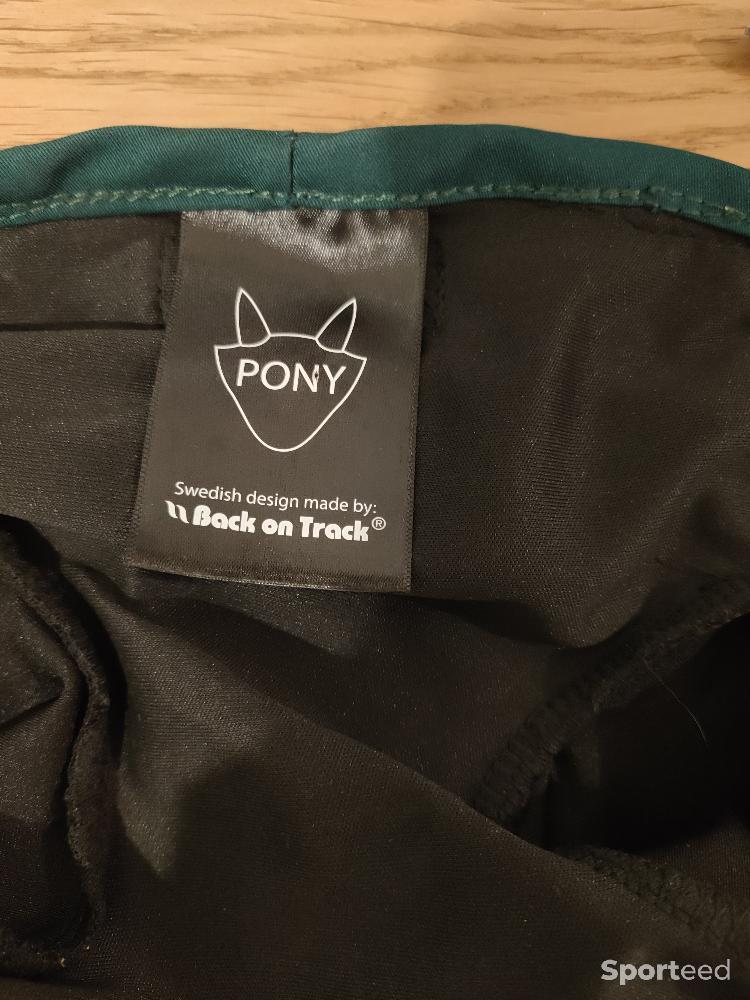 PONY
Swedish design made by:
Back on Track®
Sporteed